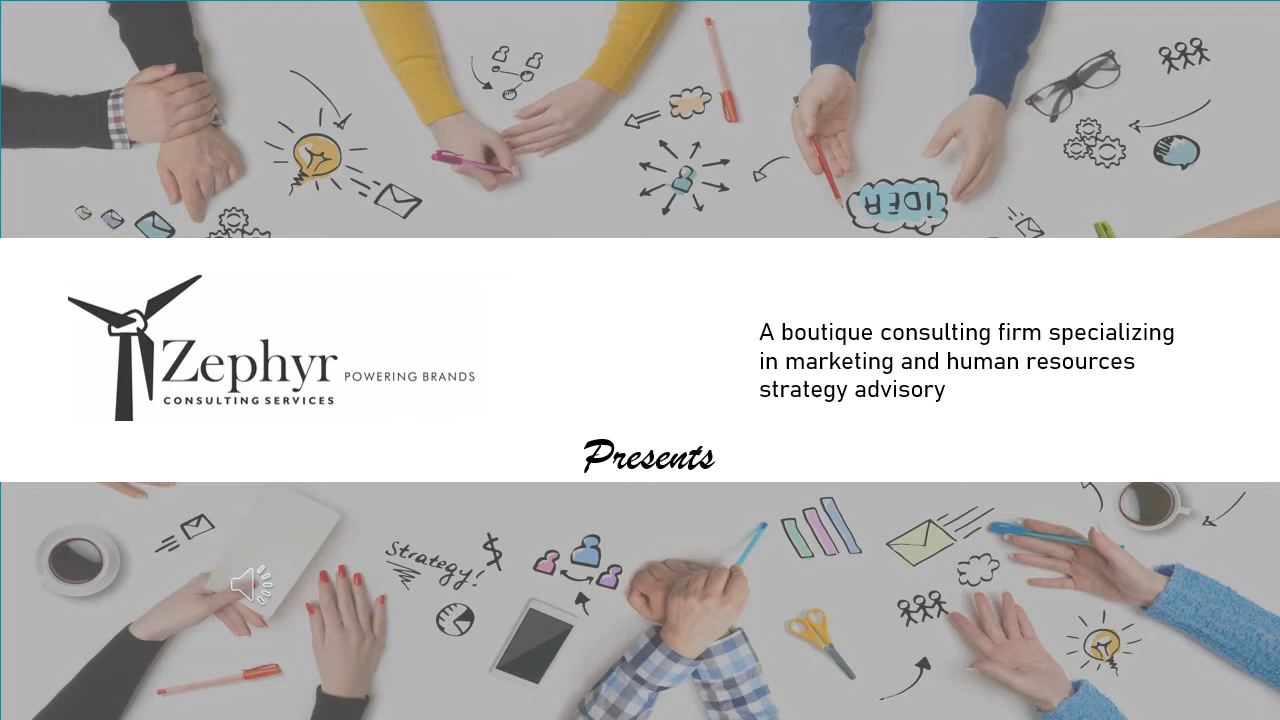 IDEA
Zephyr POWERING BRANDS
CONSULTING SERVICES
A boutique consulting firm specializing
in marketing and human resources
strategy advisory
Presents
Strategy! $